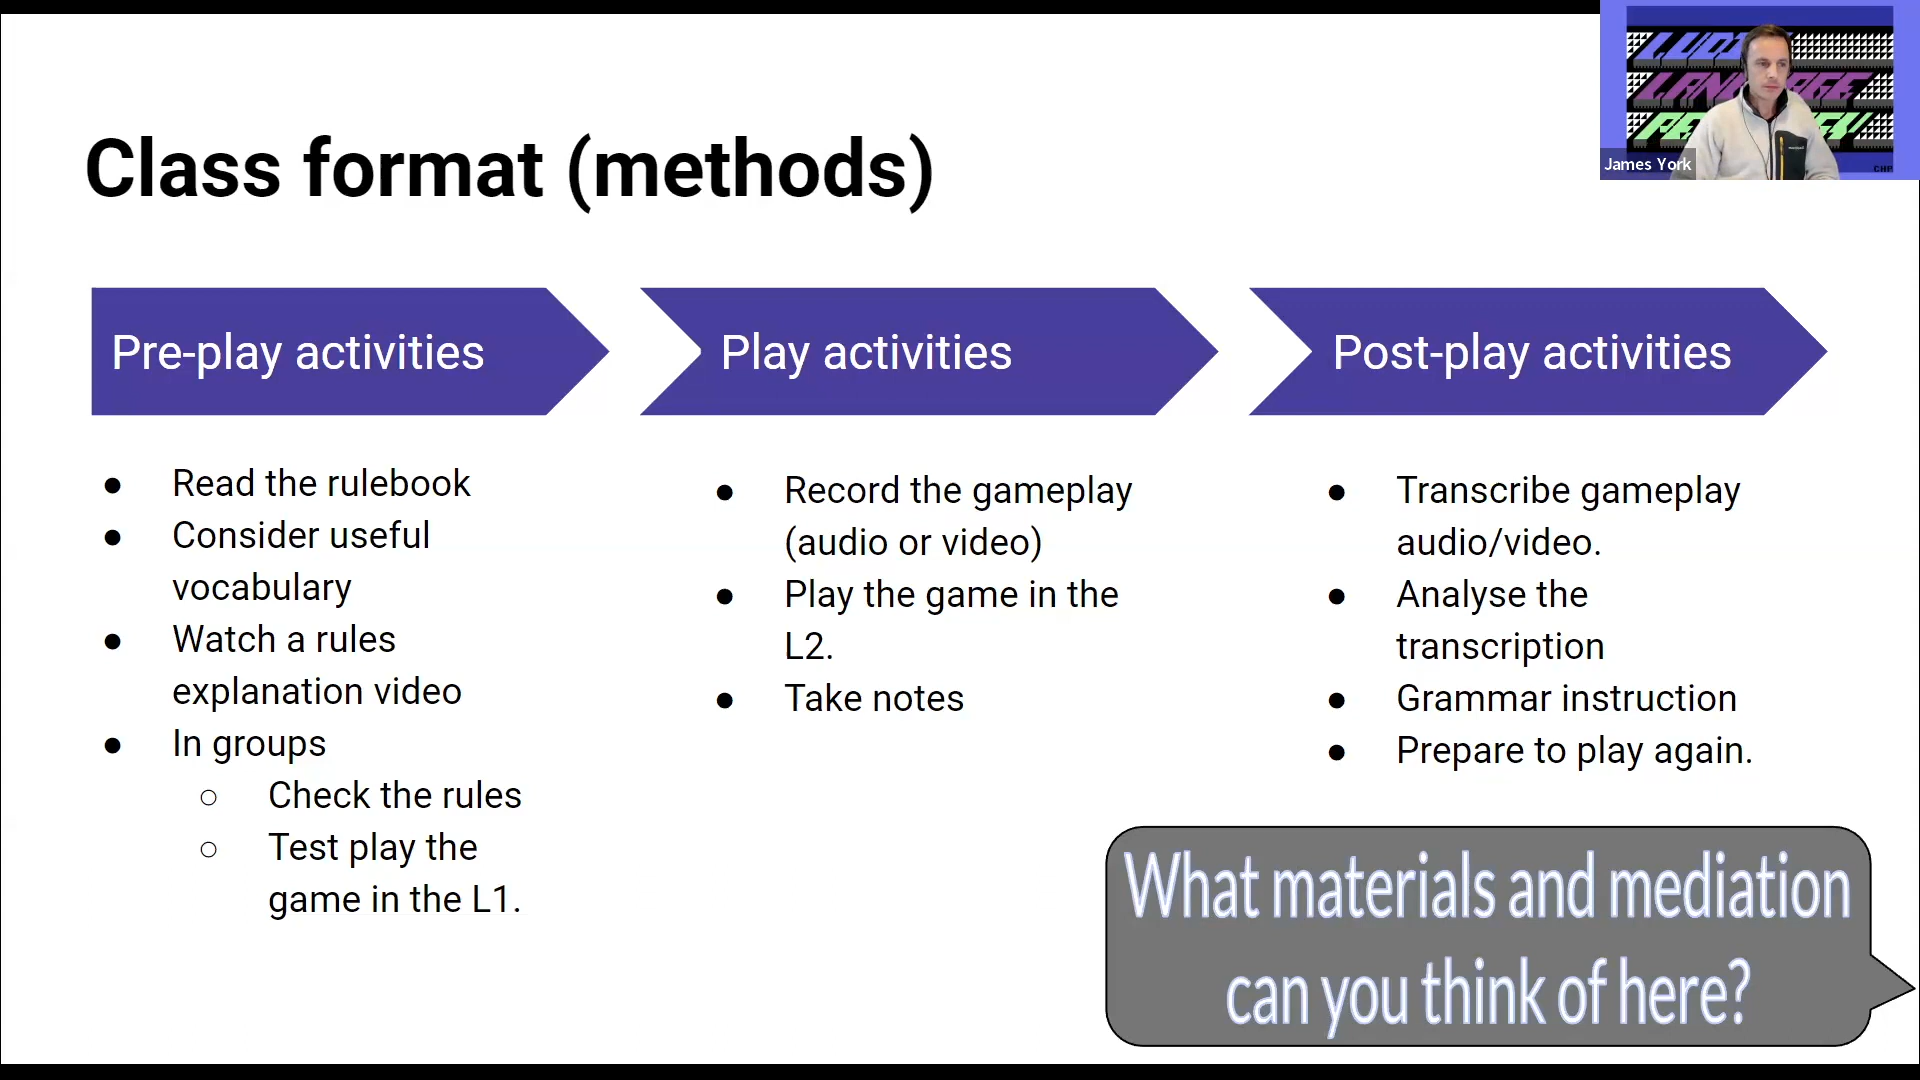 Class format (methods)
James York
CHP
Pre-play activities
Play activities
Post-play activities
● Read the rulebook
● Consider useful
vocabulary
● Watch a rules
explanation video
● In groups
○ Check the rules
○ Test play the
game in the L1.
● Record the gameplay
(audio or video)
● Play the game in the
L2.
● Take notes
● Transcribe gameplay
audio/video.
● Analyse the
transcription
● Grammar instruction
● Prepare to play again.
What materials and mediation
can you think of here?